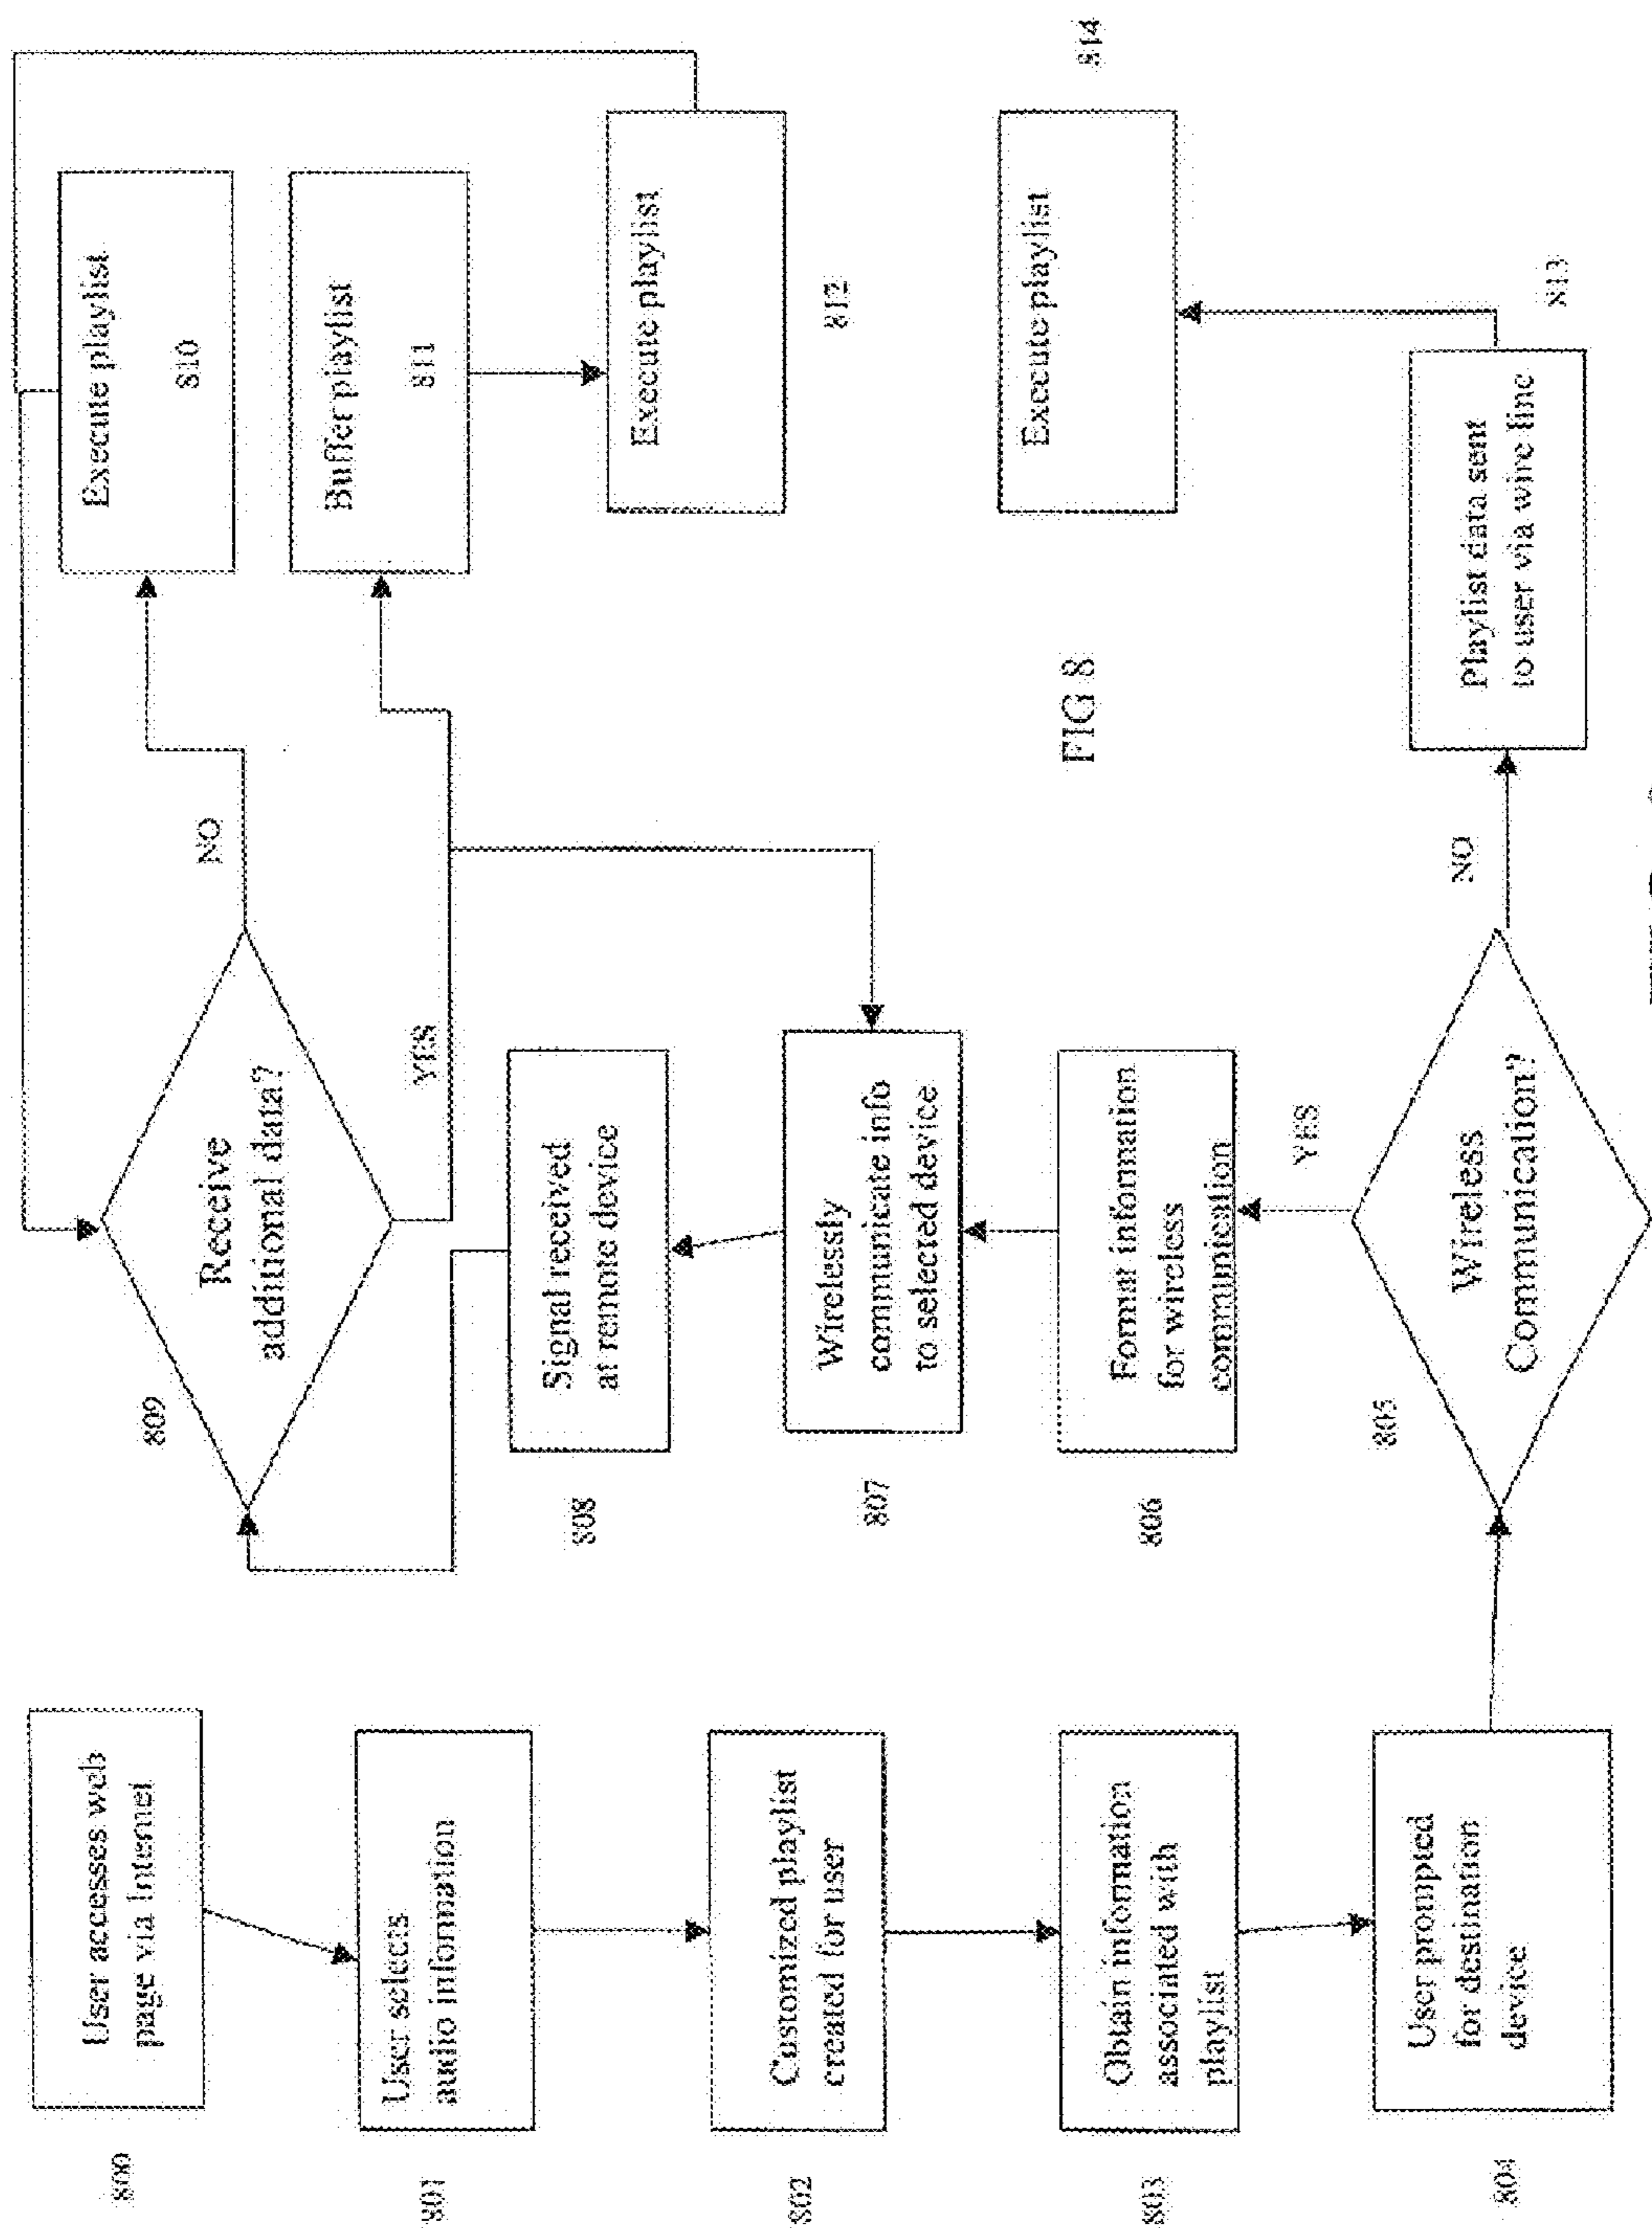 800
User accesses web
page via Internet
801
User selects
audio information
802
Customized playlist
created for user
803
Obtain information
associated with
playlist
804
User prompted
for destination
device
805
Wireless
Communication?
YES
NO
806
Format information
for wireless
communication
807
Wirelessly
communicate info
to selected device
808
Signal received
at remote device
809
Receive
additional data?
YES
NO
Execute playlist
810
Buffer playlist
811
Execute playlist
812
Playlist data sent
to user via wire line
813
Execute playlist
814
FIG 8